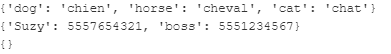 {'dog': 'chien', 'horse': 'cheval', 'cat': 'chat'}
{'Suzy': 5557654321, 'boss': 5551234567}
{}